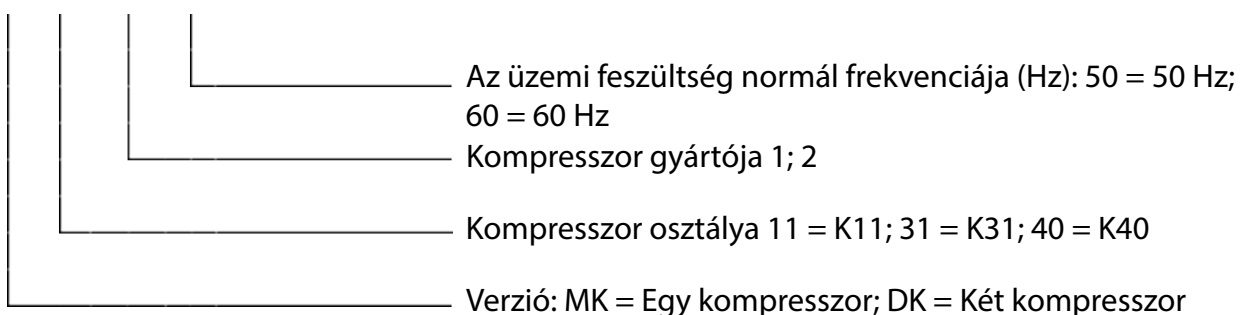 Az üzemi feszültség normál frekvenciája (Hz): 50 = 50 Hz;
60 = 60 Hz
Kompresszor gyártója 1; 2
Kompresszor osztálya 11 = K11; 31 = K31; 40 = K40
Verzió: MK = Egy kompresszor; DK = Két kompresszor